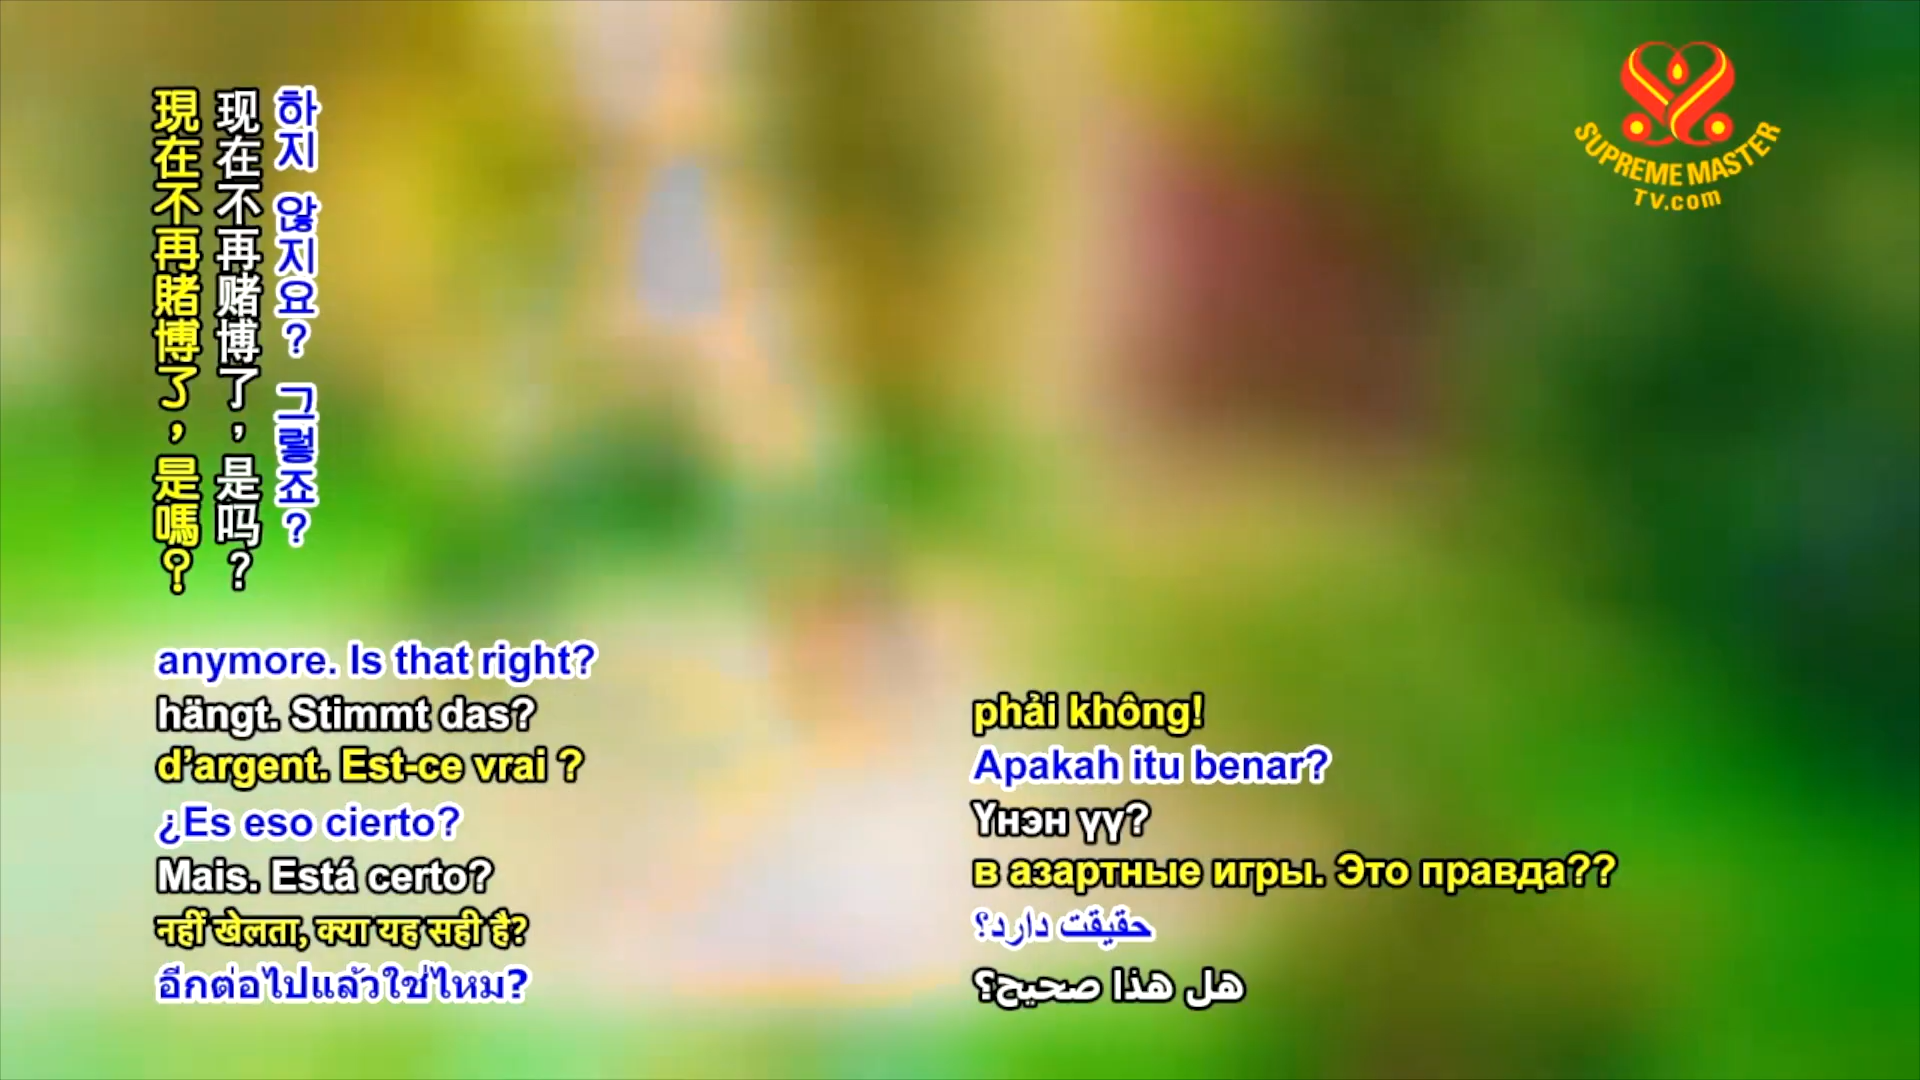 現在不再賭博了，是嗎？
现在不再赌博了，是吗？
하지 않지요? 그렇죠?
SUPREME MASTER
TV.com
anymore. Is that right?
hängt. Stimmt das?
d’argent. Est-ce vrai ?
¿Es eso cierto?
Mais. Está certo?
नहीं खेलता, क्या यह सही है?
อีกต่อไปแล้วใช่ไหม?
phải không!
Apakah itu benar?
Үнэн үү?
в азартные игры. Это правда??
حقیقت دارد؟
هل هذا صحيح؟